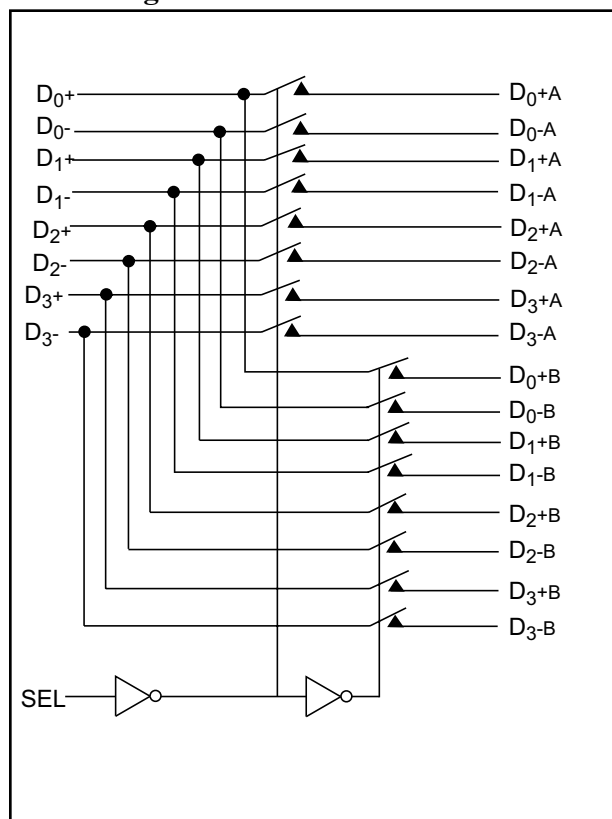 D0+
D0-
D1+
D1-
D2+
D2-
D3+
D3-
D0+A
D0-A
D1+A
D1-A
D2+A
D2-A
D3+A
D3-A
D0+B
D0-B
D1+B
D1-B
D2+B
D2-B
D3+B
D3-B
SEL